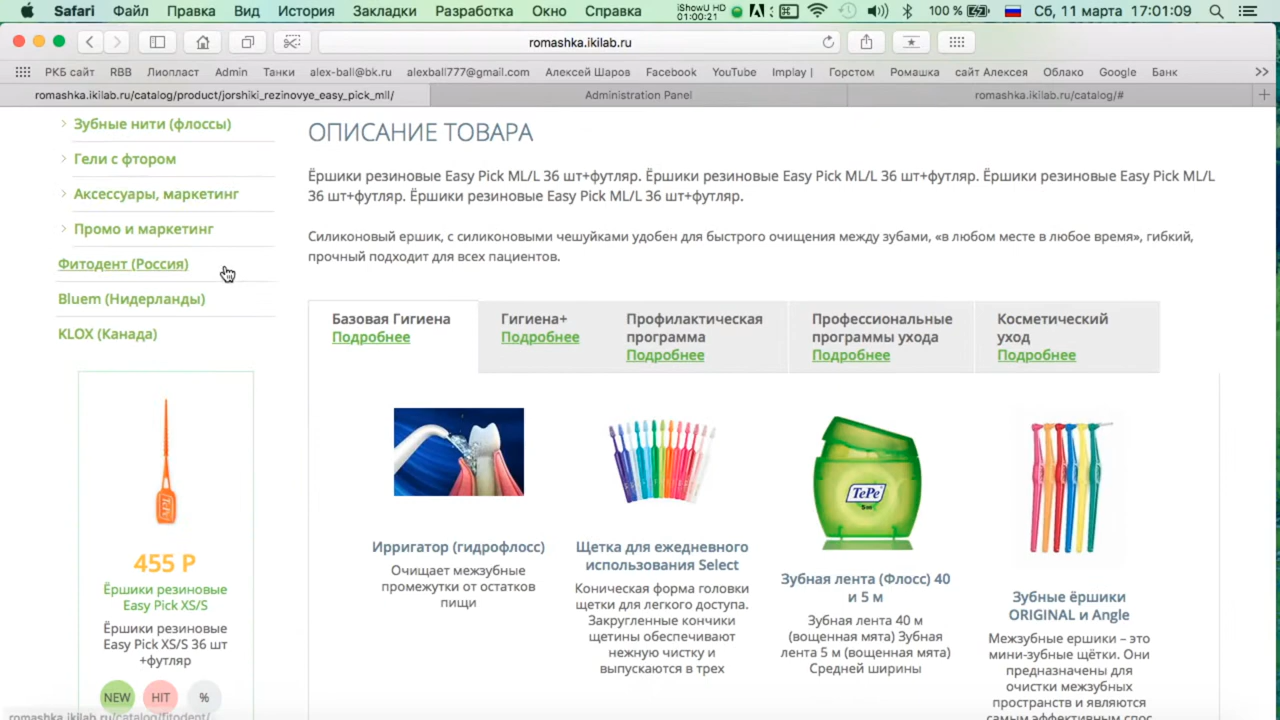 Safari Файл Правка Вид История Закладки Разработка Окно Справка iShowU HD 01:00:21 100 % Сб, 11 марта 17:01:09
romashka.ikilab.ru
РКБ сайт RBB Лиопласт Admin Танки alex-ball@bk.ru alexball777@gmail.com Алексей Шаров Facebook YouTube Implay | Горстом Ромашка сайт Алексея Облако Google Банк
romashka.ikilab.ru/catalog/product/jorshiki_rezinovye_easy_pick_mll/ Administration Panel romashka.ikilab.ru/catalog/#
Зубные нити (флоссы)
Гели с фтором
Аксессуары, маркетинг
Промо и маркетинг
Фитодент (Россия)
Bluem (Нидерланды)
KLOX (Канада)
455 Р
Ёршики резиновые
Easy Pick XS/S
Ёршики резиновые
Easy Pick XS/S 36 шт
+футляр
NEW HIT %
romashka.ikilab.ru/catalog/fitodent/
ОПИСАНИЕ ТОВАРА
Ёршики резиновые Easy Pick ML/L 36 шт+футляр. Ёршики резиновые Easy Pick ML/L 36 шт+футляр. Ёршики резиновые Easy Pick ML/L
36 шт+футляр. Ёршики резиновые Easy Pick ML/L 36 шт+футляр.
Силиконовый ершик, с силиконовыми чешуйками удобен для быстрого очищения между зубами, «в любом месте в любое время», гибкий,
прочный подходит для всех пациентов.
Базовая Гигиена
Подробнее
Гигиена+
Подробнее
Профилактическая
программа
Подробнее
Профессиональные
программы ухода
Подробнее
Косметический
уход
Подробнее
Ирригатор (гидрофлосс)
Очищает межзубные
промежутки от остатков
пищи
Щетка для ежедневного
использования Select
Коническая форма головки
щетки для легкого доступа.
Закругленные кончики
щетины обеспечивают
нежную чистку и
выпускаются в трех
TePe
5 m
Зубная лента (Флосс) 40
и 5 м
Зубная лента 40 м
(вощенная мята) Зубная
лента 5 м (вощенная мята)
Средней ширины
Зубные ёршики
ORIGINAL и Angle
Межзубные ершики – это
мини-зубные щётки. Они
предназначены для
очистки межзубных
пространств и являются
самым эффективным спос